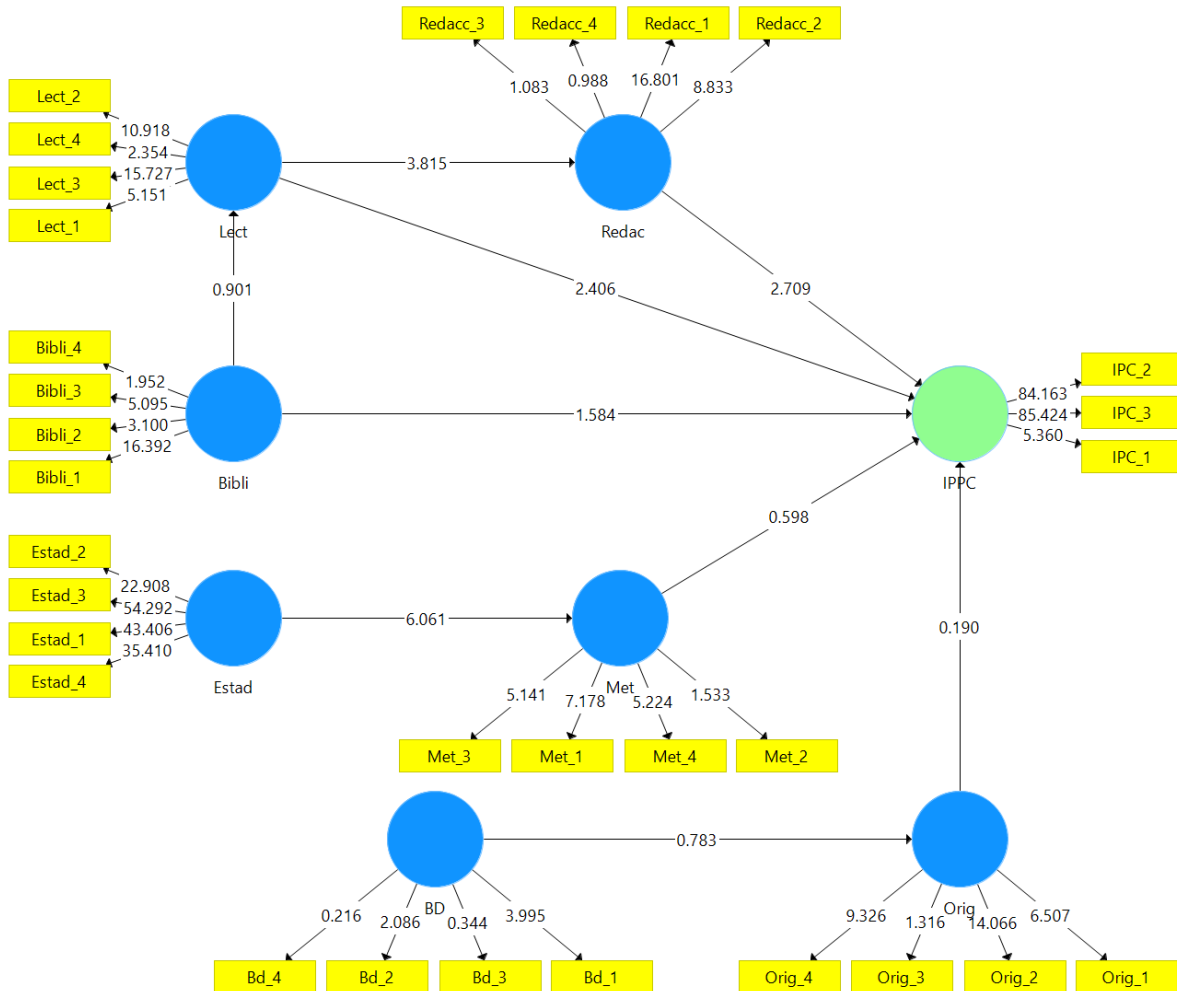 Redacc_3 Redacc_4 Redacc_1 Redacc_2
1.083 0.988 16.801 8.833
Lect_2
Lect_4
Lect_3
Lect_1
10.918
2.354
15.727
5.151
3.815
Lect
Redac
0.901
2.406
2.709
Bibli_4
Bibli_3
Bibli_2
Bibli_1
1.952
5.095
3.100
16.392
1.584
Bibli
IPC_2
IPC_3
IPC_1
84.163
85.424
5.360
IPPC
0.598
Estad_2
Estad_3
Estad_1
Estad_4
22.908
54.292
43.406
35.410
6.061
0.190
Estad
Met
5.141 7.178 5.224 1.533
Met_3 Met_1 Met_4 Met_2
0.783
BD
Orig
0.216 2.086 0.344 3.995
9.326 1.316 14.066 6.507
Bd_4 Bd_2 Bd_3 Bd_1
Orig_4 Orig_3 Orig_2 Orig_1